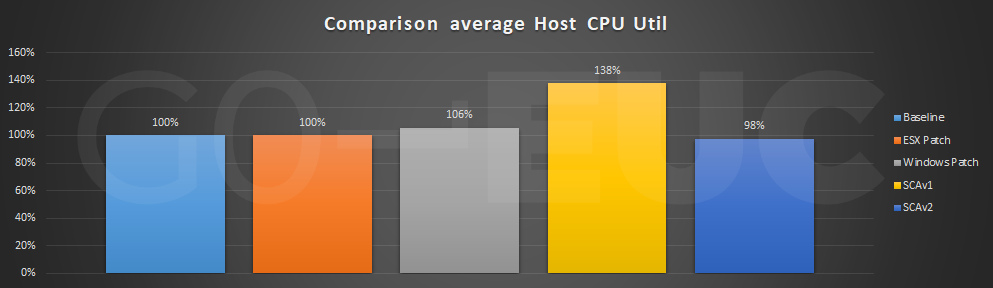 Comparison average Host CPU Util
160%
140%
120%
100%
80%
60%
40%
20%
0%
100%
100%
106%
138%
98%
Baseline
ESX Patch
Windows Patch
SCAv1
SCAv2
GO-EUC